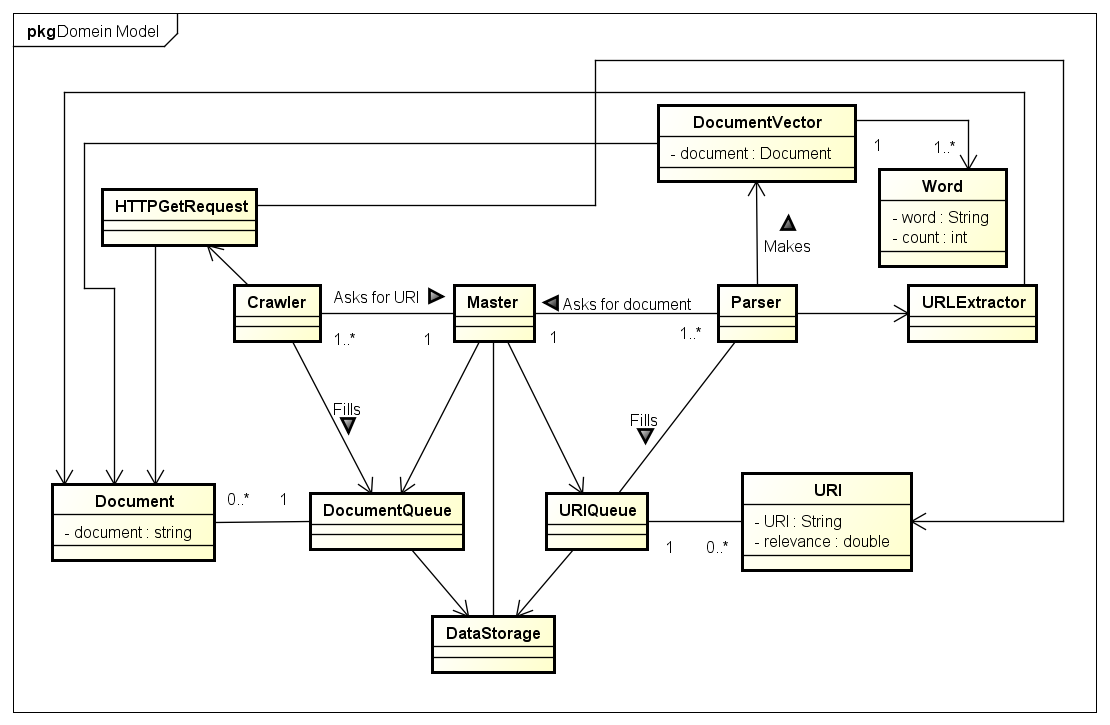 pkg Domein Model
DocumentVector
- document : Document
1
1..*
Word
- word : String
- count : int
HTTPGetRequest
Makes
Crawler
Asks for URI
Master
Asks for document
Parser
URLExtractor
1..*
1
1
1..*
Fills
Fills
Document
- document : string
0..*
1
DocumentQueue
URIQueue
1
0..*
URI
- URI : String
- relevance : double
DataStorage